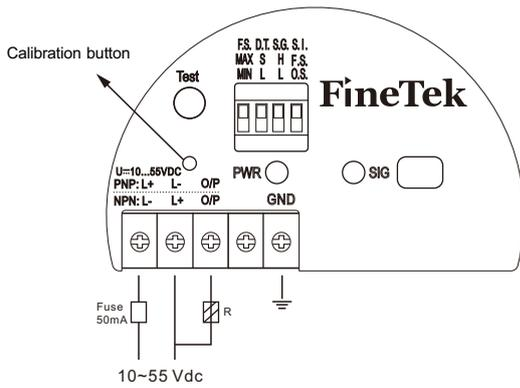 F.S. D.T. S.G. S.I.
MAX S H F.S.
MIN L L O.S.
Calibration button
Test
FineTek
U⎓10...55VDC
PWR
SIG
PNP: L+ L- O/P
NPN: L- L+ O/P
GND
Fuse
50mA
R
10~55 Vdc